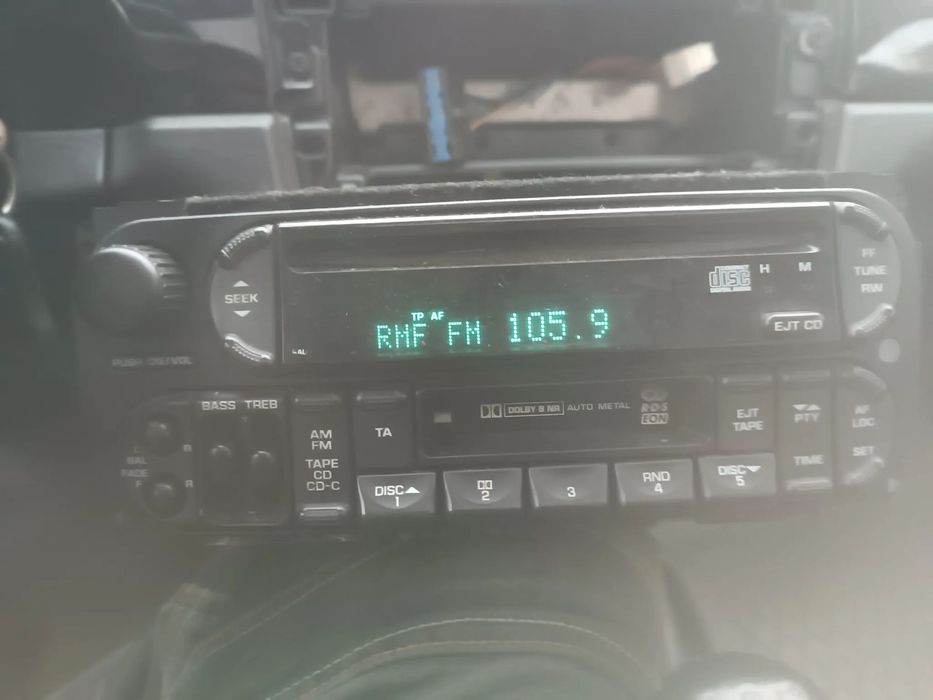 disc
DIGITAL AUDIO
H M
FF
TUNE
RW
SEEK
TP AF
RMF FM 105.9
EJT CD
PUSH ON/VOL
BASS TREB
DOLBY B NR AUTO METAL
RDS
EON
AM
FM
TA
EJT
TAPE
PTY
AF
LOC
BAL
FADE
F
R
R
TAPE
CD
CD-C
TIME
SET
DISC
1
2
3
RND
4
DISC
5